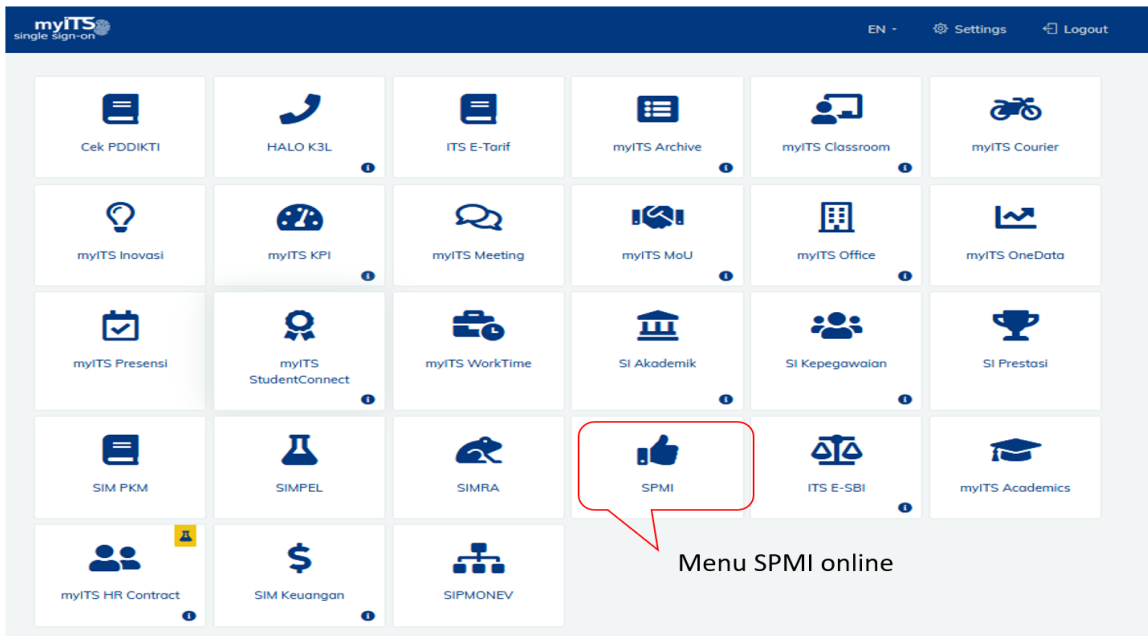 myITS
single sign-on
EN
Settings
Logout
Cek PDDIKTI
HALO K3L
ITS E-Tarif
myITS Archive
myITS Classroom
myITS Courier
myITS Inovasi
myITS KPI
myITS Meeting
myITS MoU
myITS Office
myITS OneData
myITS Presensi
myITS
StudentConnect
myITS WorkTime
SI Akademik
SI Kepegawaian
SI Prestasi
SIM PKM
SIMPEL
SIMRA
SPMI
ITS E-SBI
myITS Academics
myITS HR Contract
SIM Keuangan
SIPMONEV
Menu SPMI online